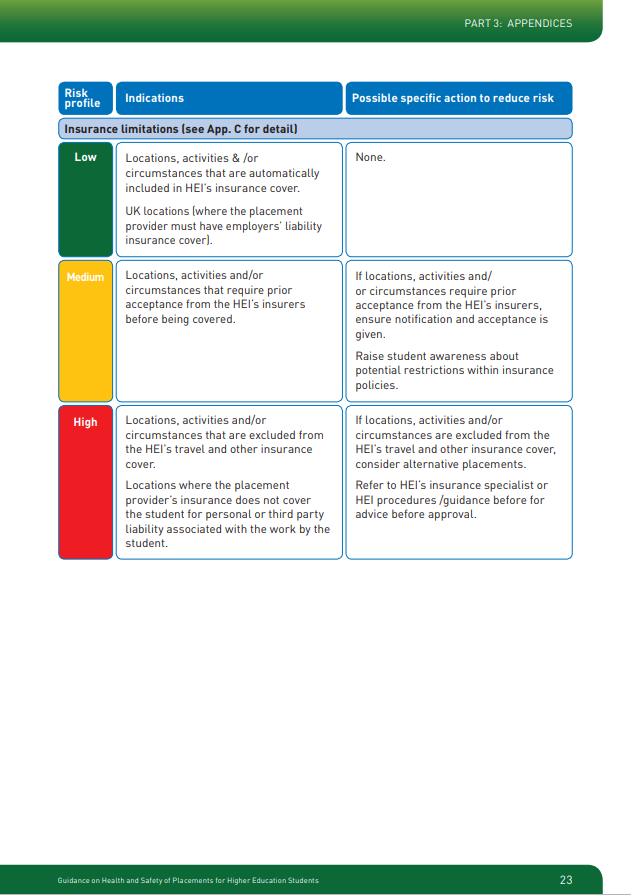 PART 3: APPENDICES
Risk
profile
Indications
Possible specific action to reduce risk
Insurance limitations (see App. C for detail)
Low
Locations, activities & /or
circumstances that are automatically
included in HEI's insurance cover.
UK locations (where the placement
provider must have employers' liability
insurance cover).
None.
Medium
Locations, activities and/or
circumstances that require prior
acceptance from the HEI's insurers
before being covered.
If locations, activities and/
or circumstances require prior
acceptance from the HEI's insurers,
ensure notification and acceptance is
given.
Raise student awareness about
potential restrictions within insurance
policies.
High
Locations, activities and/or
circumstances that are excluded from
the HEI's travel and other insurance
cover.
Locations where the placement
provider's insurance does not cover
the student for personal or third party
liability associated with the work by the
student.
If locations, activities and/or
circumstances are excluded from the
HEI's travel and other insurance cover,
consider alternative placements.
Refer to HEI's insurance specialist or
HEI procedures /guidance before for
advice before approval.
Guidance on Health and Safety of Placements for Higher Education Students
23